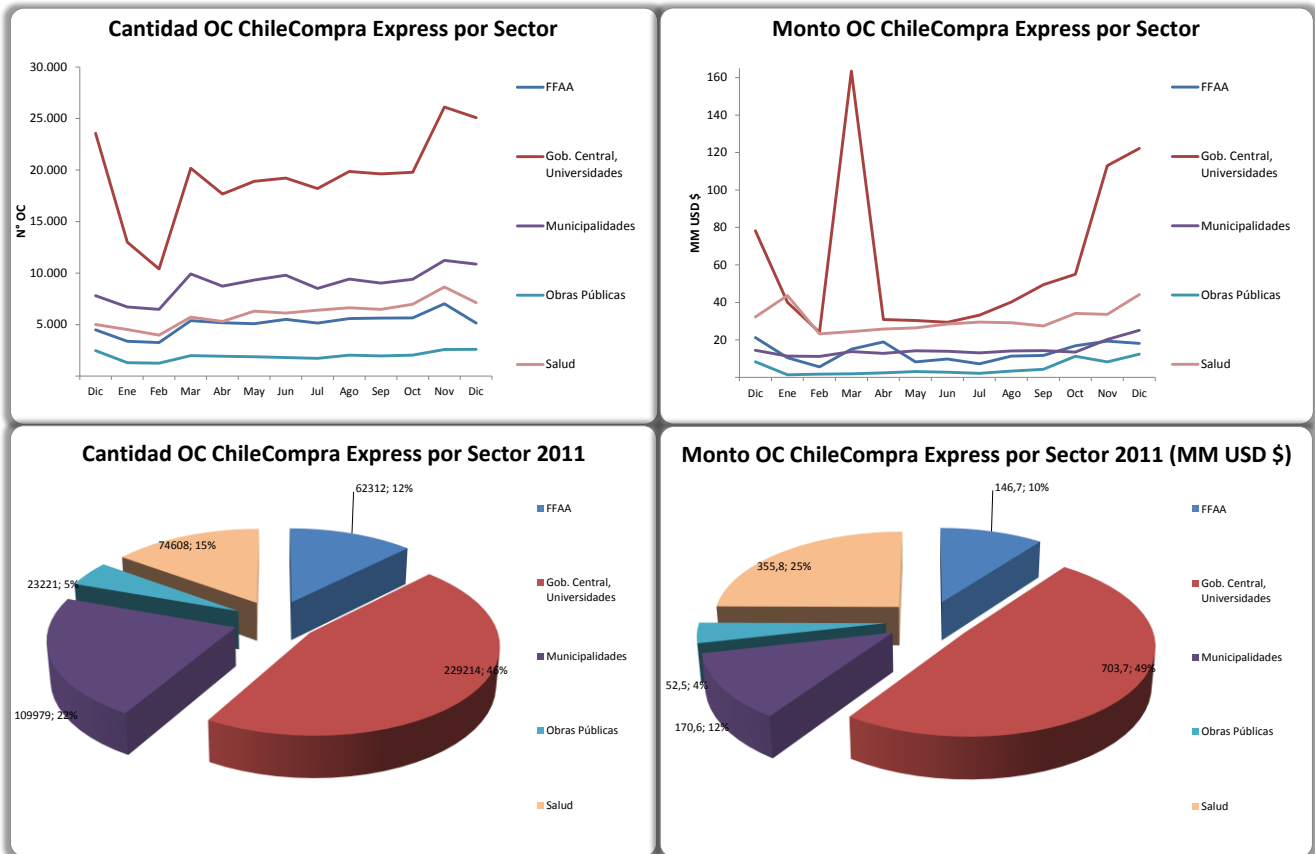 Cantidad OC ChileCompra Express por Sector
30.000
25.000
20.000
15.000
10.000
5.000
N° OC
Dic Ene Feb Mar Abr May Jun Jul Ago Sep Oct Nov Dic
FFAA
Gob. Central,
Universidades
Municipalidades
Obras Públicas
Salud
Monto OC ChileCompra Express por Sector
160
140
120
100
80
60
40
20
MM USD $
Dic Ene Feb Mar Abr May Jun Jul Ago Sep Oct Nov Dic
FFAA
Gob. Central,
Universidades
Municipalidades
Obras Públicas
Salud
Cantidad OC ChileCompra Express por Sector 2011
62312; 12%
74608; 15%
23221; 5%
229214; 46%
109979; 22%
FFAA
Gob. Central,
Universidades
Municipalidades
Obras Públicas
Salud
Monto OC ChileCompra Express por Sector 2011 (MM USD $)
146,7; 10%
355,8; 25%
703,7; 49%
52,5; 4%
170,6; 12%
FFAA
Gob. Central,
Universidades
Municipalidades
Obras Públicas
Salud